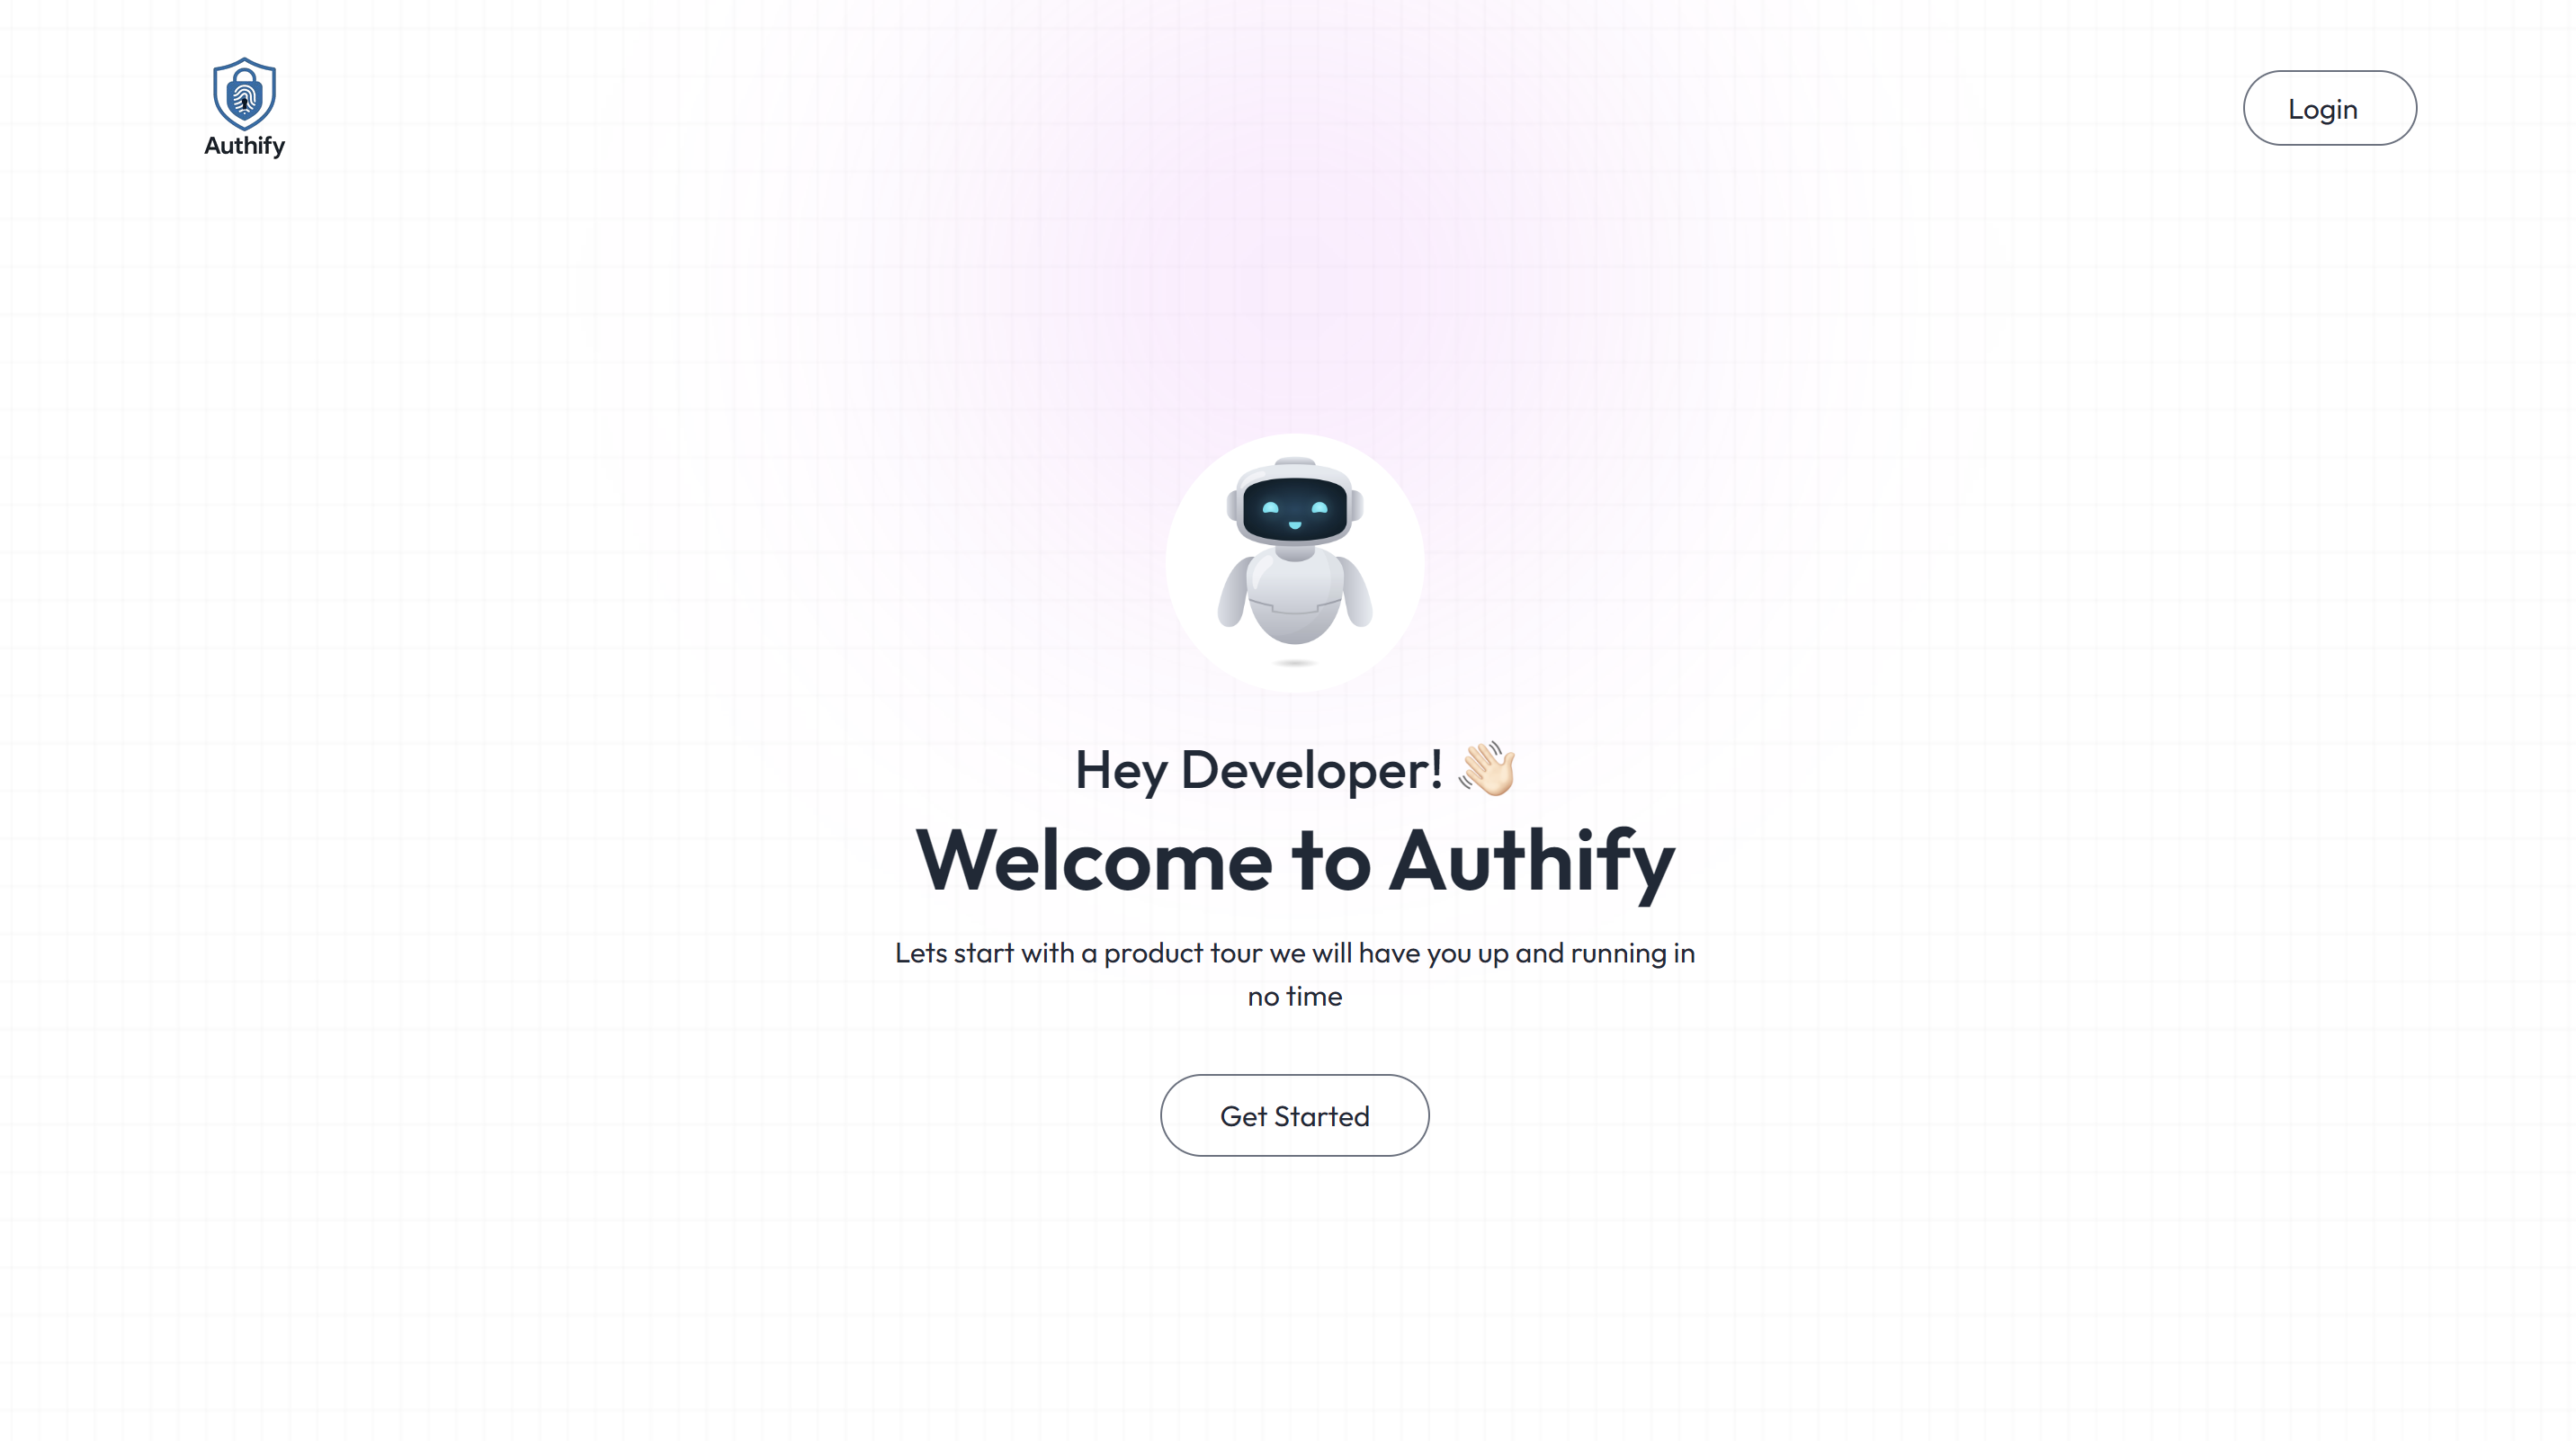 Authify
Login
Hey Developer! 👋🏻
Welcome to Authify
Lets start with a product tour we will have you up and running in
no time
Get Started